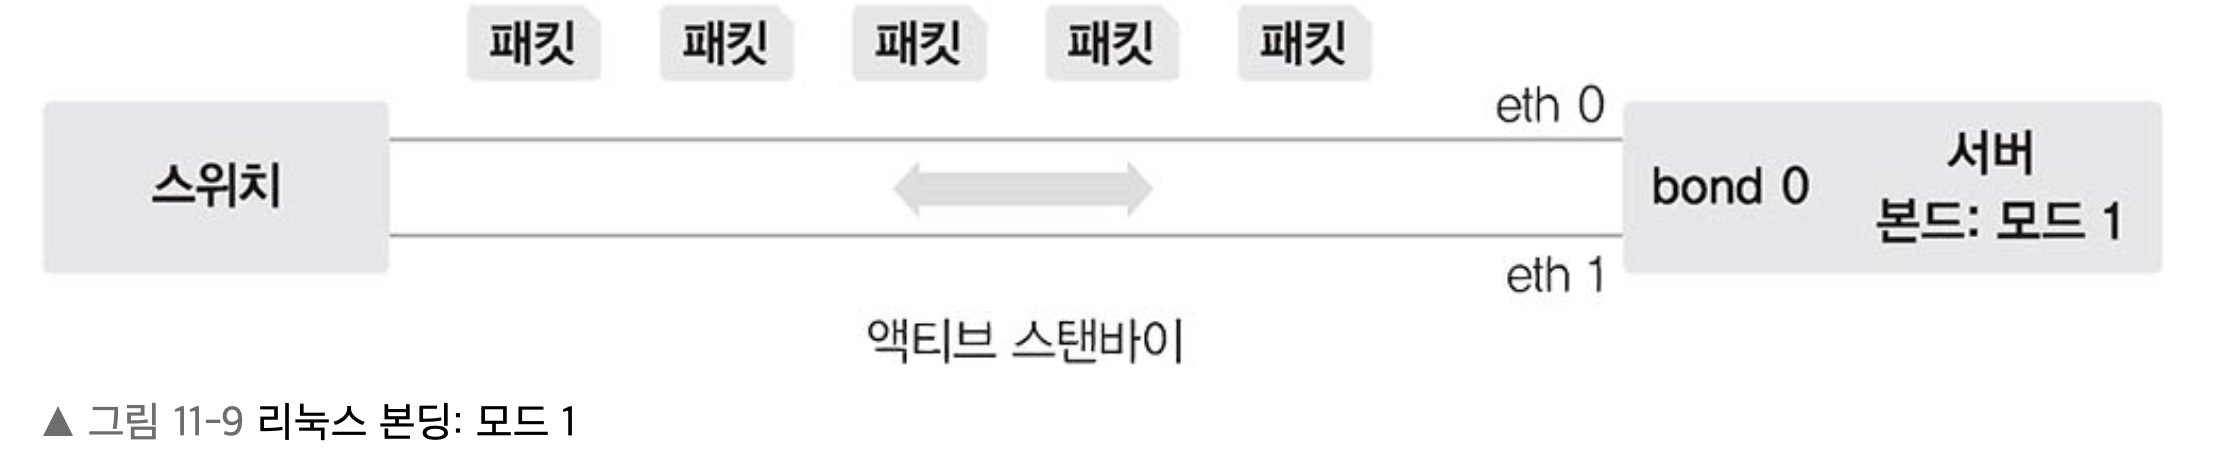 패킷 패킷 패킷 패킷 패킷
eth 0
스위치
bond 0
서버
본드: 모드 1
eth 1
액티브 스탠바이
▲ 그림 11-9 리눅스 본딩: 모드 1